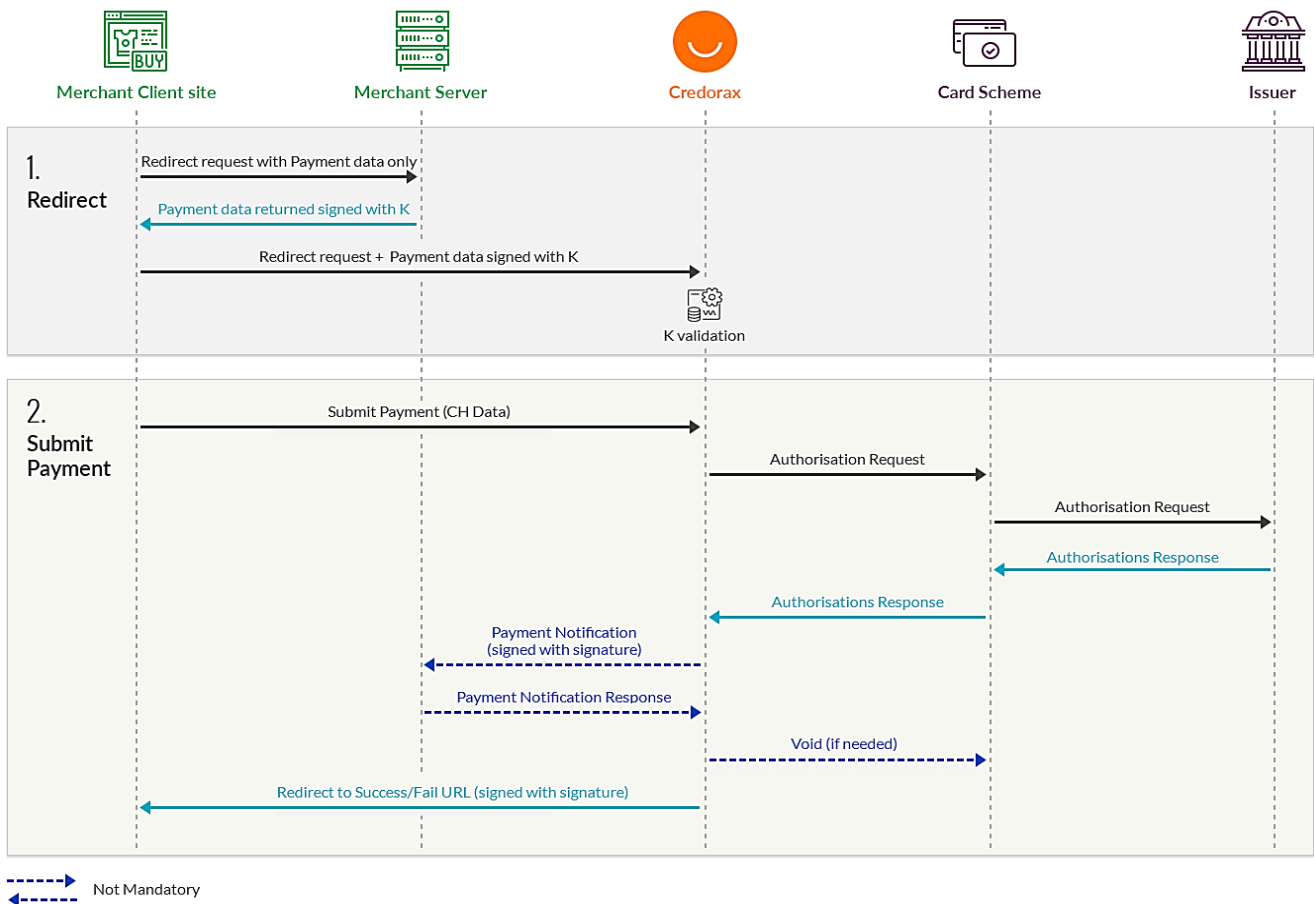 BUY
Merchant Client site
Merchant Server
Credorax
Card Scheme
Issuer
1.
Redirect
Redirect request with Payment data only
Payment data returned signed with K
Redirect request + Payment data signed with K
K validation
2.
Submit
Payment
Submit Payment (CH Data)
Authorisation Request
Authorisation Request
Authorisations Response
Authorisations Response
Payment Notification
(signed with signature)
Payment Notification Response
Void (if needed)
Redirect to Success/Fail URL (signed with signature)
Not Mandatory